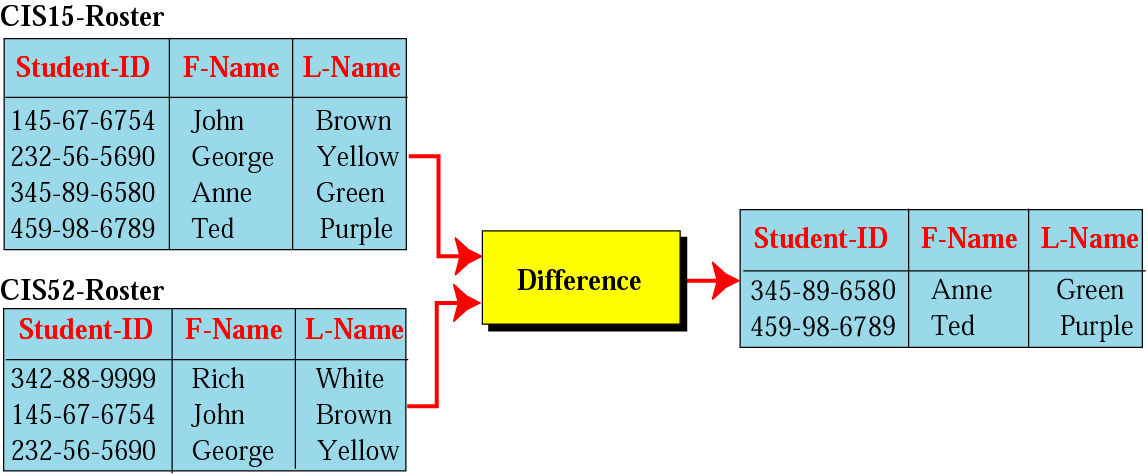 CIS15-Roster
Student-ID F-Name L-Name
145-67-6754 John Brown
232-56-5690 George Yellow
345-89-6580 Anne Green
459-98-6789 Ted Purple
CIS52-Roster
Student-ID F-Name L-Name
342-88-9999 Rich White
145-67-6754 John Brown
232-56-5690 George Yellow
Difference
Student-ID F-Name L-Name
345-89-6580 Anne Green
459-98-6789 Ted Purple